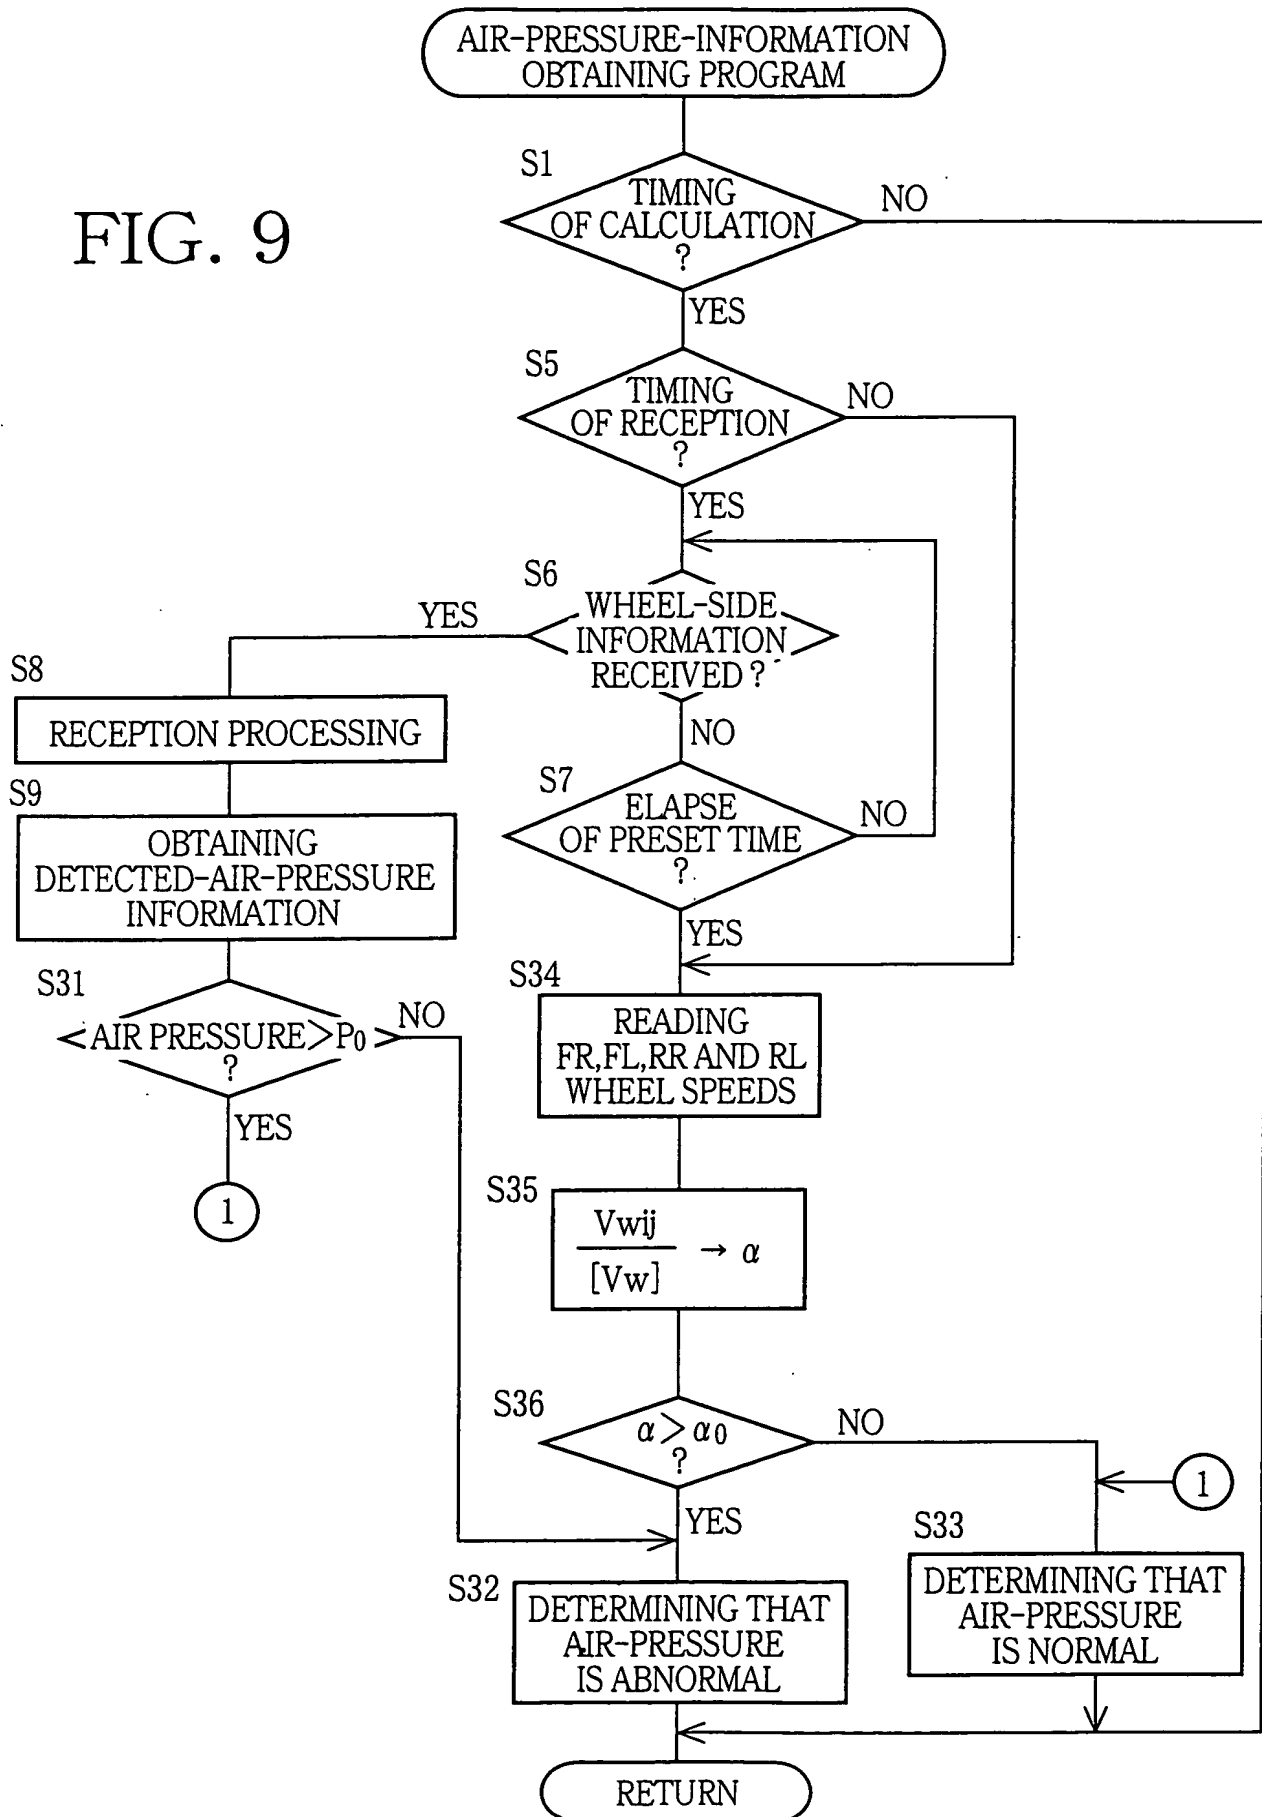 AIR-PRESSURE-INFORMATION
OBTAINING PROGRAM
FIG. 9
S1
TIMING
OF CALCULATION
?
NO
YES
S5
TIMING
OF RECEPTION
?
NO
YES
S6
WHEEL-SIDE
INFORMATION
RECEIVED ?
YES
NO
S8
RECEPTION PROCESSING
S7
ELAPSE
OF PRESET TIME
?
NO
YES
S9
OBTAINING
DETECTED-AIR-PRESSURE
INFORMATION
S31
AIR PRESSURE>P0
?
NO
YES
1
S34
READING
FR,FL,RR AND RL
WHEEL SPEEDS
S35
Vwij
[Vw]
→ α
S36
α>α0
?
NO
YES
1
S33
DETERMINING THAT
AIR-PRESSURE
IS NORMAL
S32
DETERMINING THAT
AIR-PRESSURE
IS ABNORMAL
RETURN